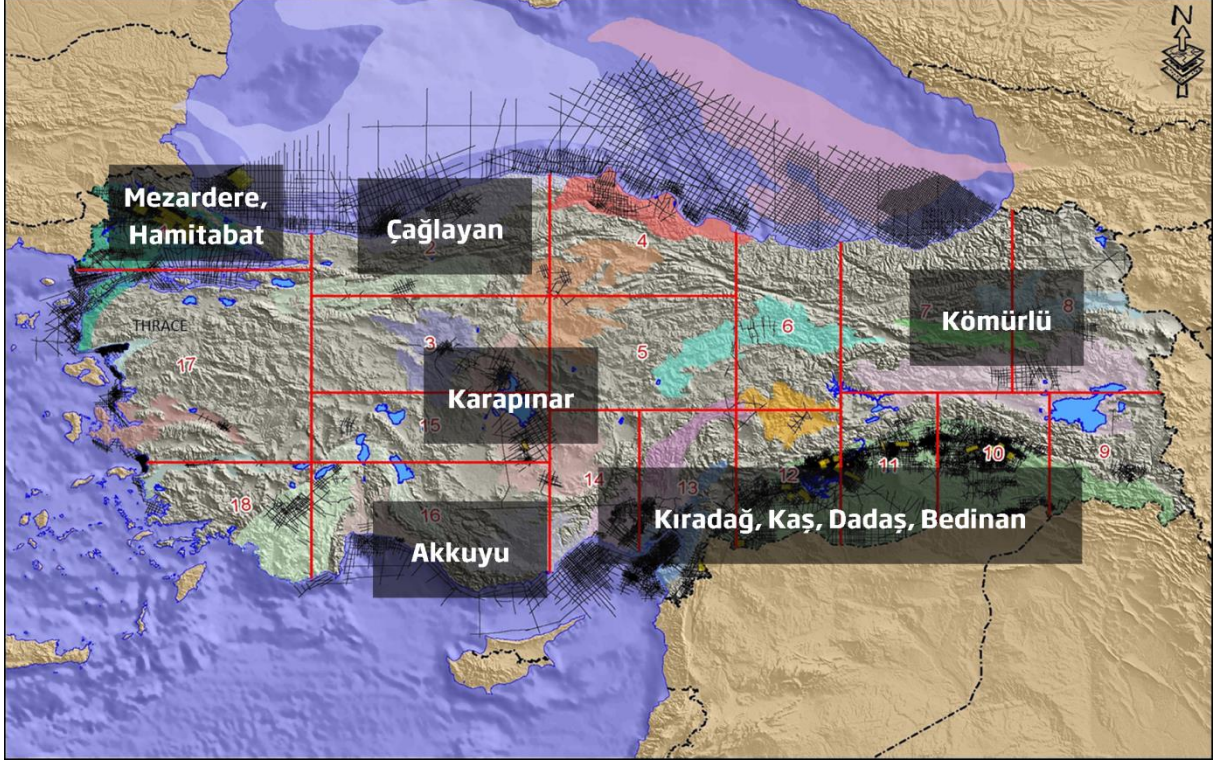 N
Mezardere,
Hamitabat
Çağlayan
2
4
THRACE
17
3
5
6
7
8
Kömürlü
Karapınar
15
18
16
Akkuyu
14
13
12
11
10
9
Kıradağ, Kaş, Dadaş, Bedinan